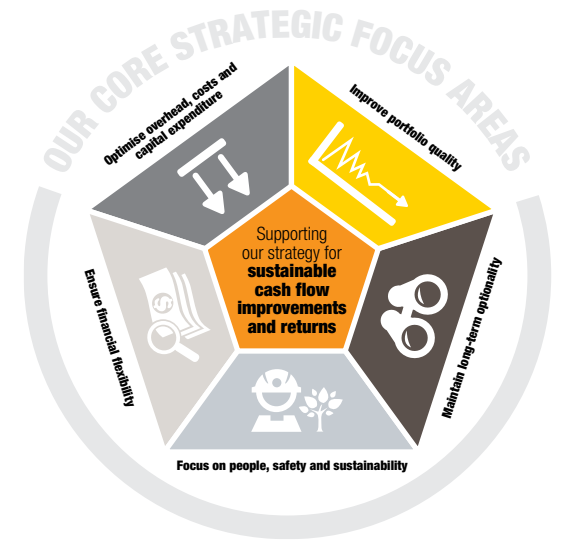 OUR CORE STRATEGIC FOCUS AREAS
Optimise overhead, costs and
capital expenditure
Improve portfolio quality
Supporting
our strategy for
sustainable
cash flow
improvements
and returns
Ensure financial flexibility
$
Maintain long-term optionality
Focus on people, safety and sustainability